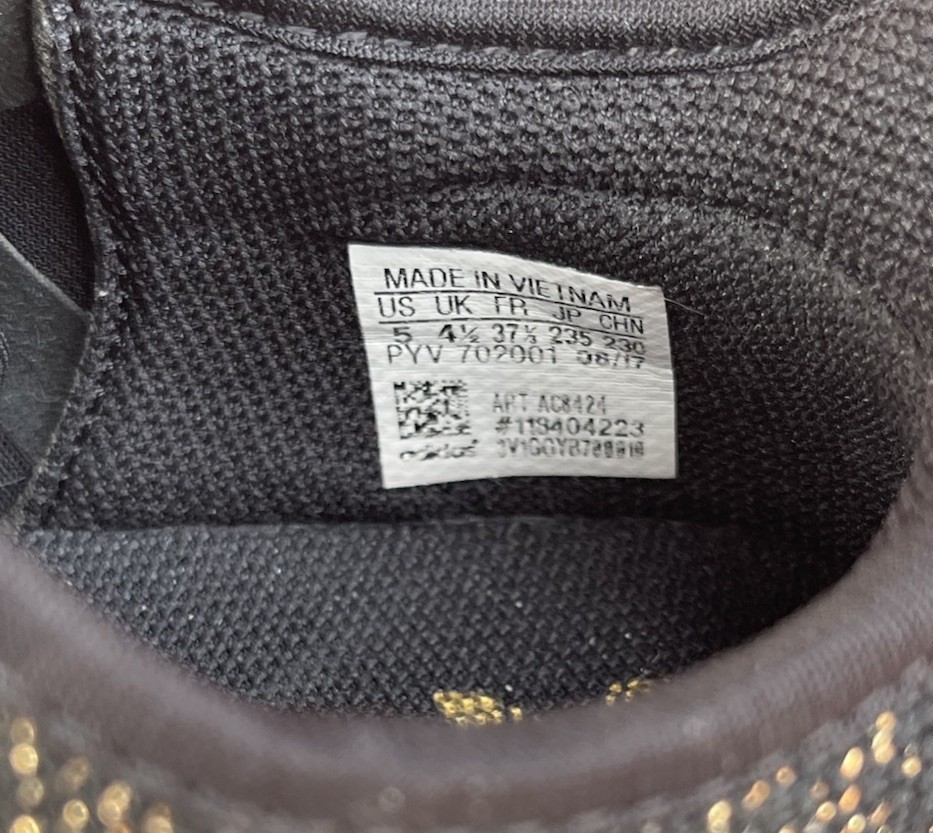 MADE IN VIETNAM
US UK FR JP CHN
5 4½ 37⅓ 235 230
PYV 702001 08/17
ART AC8424
#113404223
adidas